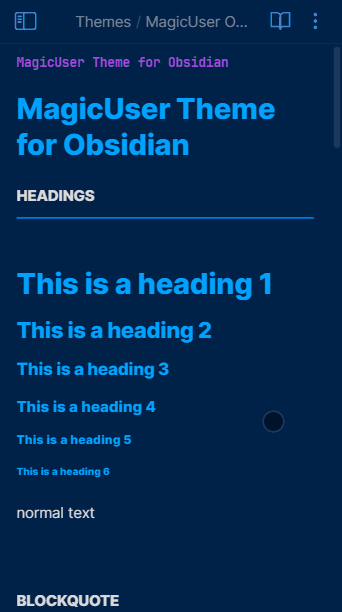 Themes / MagicUser O...
MagicUser Theme for Obsidian
MagicUser Theme
for Obsidian
HEADINGS
This is a heading 1
This is a heading 2
This is a heading 3
This is a heading 4
This is a heading 5
This is a heading 6
normal text
BLOCKQUOTE